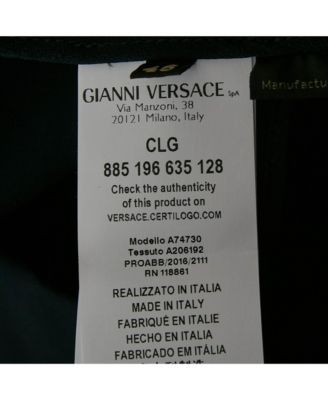 46
GIANNI VERSACE SpA
Via Manzoni, 38
20121 Milano, Italy
Manufactu
CLG
885 196 635 128
Check the authenticity
of this product on
VERSACE.CERTILOGO.COM
Modello A74730
Tessuto A206192
PROABB/2016/2111
RN 118861
REALIZZATO IN ITALIA
MADE IN ITALY
FABRIQUÉ EN ITALIE
FABRICADO EN ITALIA
FABRICADO EM ITÁLIA